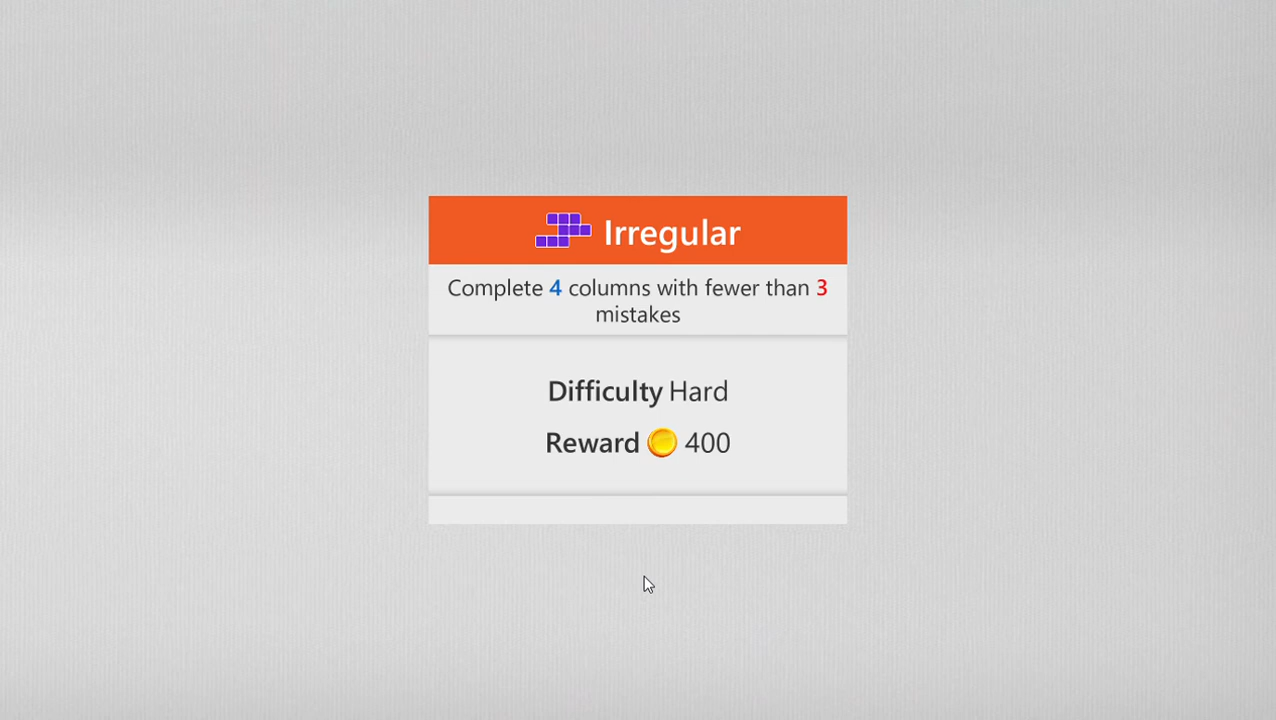 Irregular
Complete 4 columns with fewer than 3
mistakes
Difficulty Hard
Reward 400